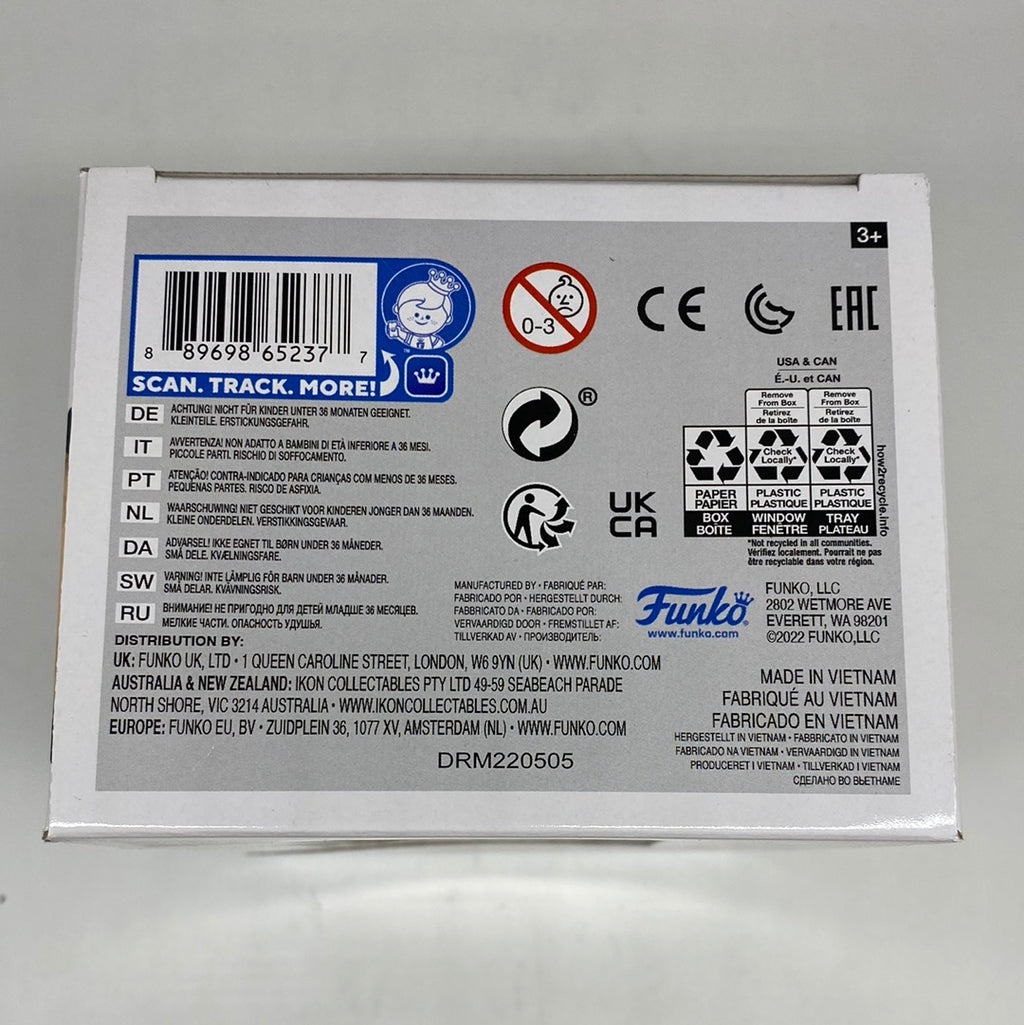 3+
8 89698 65237 7
SCAN. TRACK. MORE!
™
0-3
CE
EAC
®
UK
CA
USA & CAN
É.-U. et CAN
Remove
From Box
Retirez
de la boîte
Remove
From Box
Retirez
de la boîte
Check
Locally*
Check
Locally*
PAPER
PAPIER
PLASTIC
PLASTIQUE
PLASTIC
PLASTIQUE
BOX
BOÎTE
WINDOW
FENÊTRE
TRAY
PLATEAU
how2recycle.info
*Not recycled in all communities.
Vérifiez localement. Pourrait ne pas
être recyclable dans votre région.
DE ACHTUNG! NICHT FÜR KINDER UNTER 36 MONATEN GEEIGNET.
KLEINTEILE. ERSTICKUNGSGEFAHR.
IT AVVERTENZA! NON ADATTO A BAMBINI DI ETÀ INFERIORE A 36 MESI.
PICCOLE PARTI. RISCHIO DI SOFFOCAMENTO.
PT ATENÇÃO! CONTRA-INDICADO PARA CRIANÇAS COM MENOS DE 36 MESES.
PEQUENAS PARTES. RISCO DE ASFIXIA.
NL WAARSCHUWING! NIET GESCHIKT VOOR KINDEREN JONGER DAN 36 MAANDEN.
KLEINE ONDERDELEN. VERSTIKKINGSGEVAAR.
DA ADVARSEL! IKKE EGNET TIL BØRN UNDER 36 MÅNEDER.
SMÅ DELE. KVÆLNINGSFARE.
SW VARNING! INTE LÄMPLIG FÖR BARN UNDER 36 MÅNADER.
SMÅ DELAR. KVÄVNINGSRISK.
RU ВНИМАНИЕ! НЕ ПРИГОДНО ДЛЯ ДЕТЕЙ МЛАДШЕ 36 МЕСЯЦЕВ.
МЕЛКИЕ ЧАСТИ. ОПАСНОСТЬ УДУШЬЯ.
MANUFACTURED BY • FABRIQUÉ PAR:
FABRICADO POR • HERGESTELLT DURCH:
FABBRICATO DA • FABRICADO POR:
VERVAARDIGD DOOR • FREMSTILLET AF:
TILLVERKAD AV • ПРОИЗВОДИТЕЛЬ:
Funko®
www.funko.com
FUNKO, LLC
2802 WETMORE AVE
EVERETT, WA 98201
©2022 FUNKO,LLC
DISTRIBUTION BY:
UK: FUNKO UK, LTD • 1 QUEEN CAROLINE STREET, LONDON, W6 9YN (UK) • WWW.FUNKO.COM
AUSTRALIA & NEW ZEALAND: IKON COLLECTABLES PTY LTD 49-59 SEABEACH PARADE
NORTH SHORE, VIC 3214 AUSTRALIA • WWW.IKONCOLLECTABLES.COM.AU
EUROPE: FUNKO EU, BV • ZUIDPLEIN 36, 1077 XV, AMSTERDAM (NL) • WWW.FUNKO.COM
DRM220505
MADE IN VIETNAM
FABRIQUÉ AU VIETNAM
FABRICADO EN VIETNAM
HERGESTELLT IN VIETNAM • FABBRICATO IN VIETNAM
FABRICADO NA VIETNAM • VERVAARDIGD IN VIETNAM
PRODUCERET I VIETNAM • TILLVERKAD I VIETNAM
СДЕЛАНО ВО ВЬЕТНАМЕ